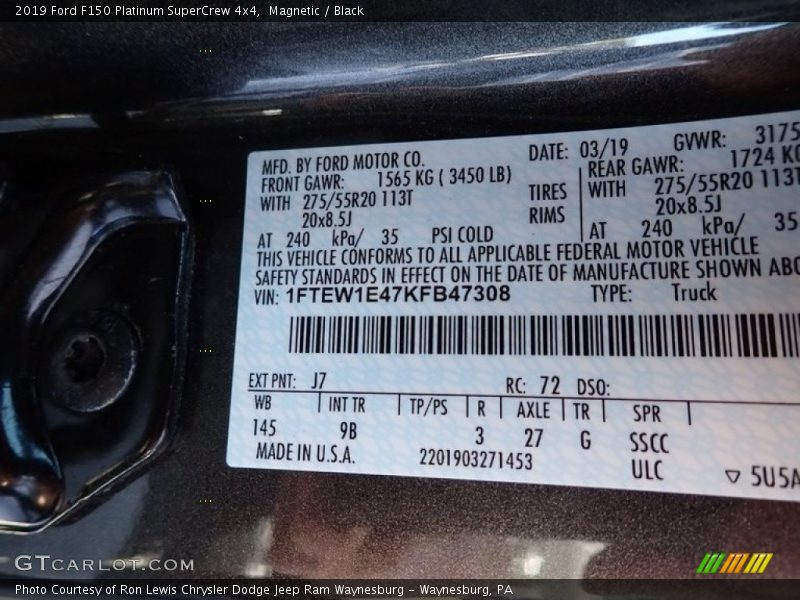 2019 Ford F150 Platinum SuperCrew 4x4, Magnetic / Black
MFD. BY FORD MOTOR CO.
DATE: 03/19 GVWR: 3175
FRONT GAWR: 1565 KG ( 3450 LB)
REAR GAWR: 1724 KG
WITH 275/55R20 113T
TIRES
WITH 275/55R20 113T
20x8.5J
RIMS
20x8.5J
AT 240 kPa/ 35 PSI COLD
AT 240 kPa/ 35
THIS VEHICLE CONFORMS TO ALL APPLICABLE FEDERAL MOTOR VEHICLE
SAFETY STANDARDS IN EFFECT ON THE DATE OF MANUFACTURE SHOWN ABO
VIN: 1FTEW1E47KFB47308 TYPE: Truck
EXT PNT: J7 RC: 72 DSO:
WB INT TR TP/PS R AXLE TR SPR
145 9B 3 27 G SSCC
MADE IN U.S.A. 2201903271453 ULC ▽ 5U5A
GTCARLOT.COM
Photo Courtesy of Ron Lewis Chrysler Dodge Jeep Ram Waynesburg – Waynesburg, PA